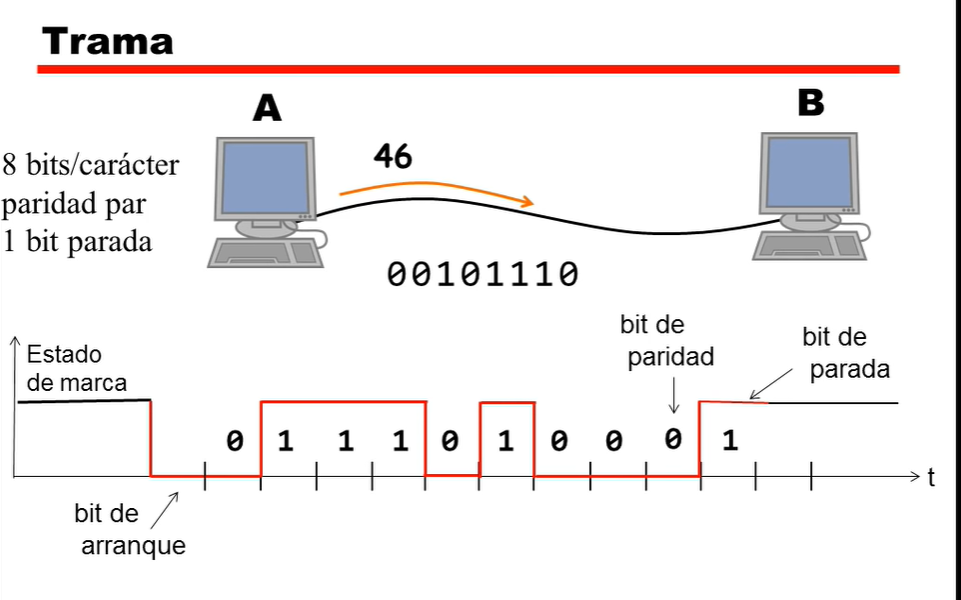 Trama
A
B
8 bits/carácter
paridad par
1 bit parada
46
00101110
Estado
de marca
bit de
paridad
bit de
parada
0 1 1 1 0 1 0 0 0 1
t
bit de
arranque